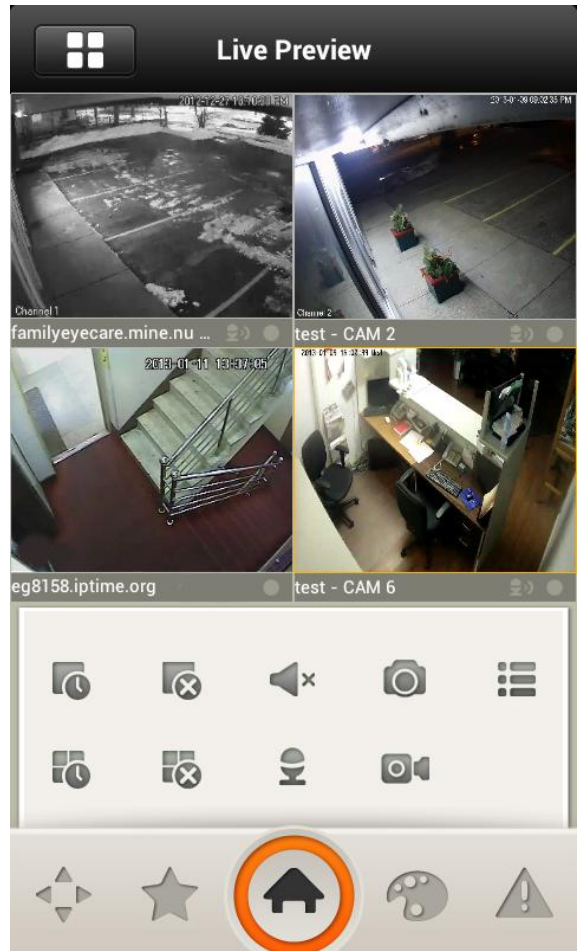 Live Preview
Channel 1
Channel 2
familyeyecare.mine.nu ...
test - CAM 2
2013-01-11 13:37:05
eg8158.iptime.org
test - CAM 6